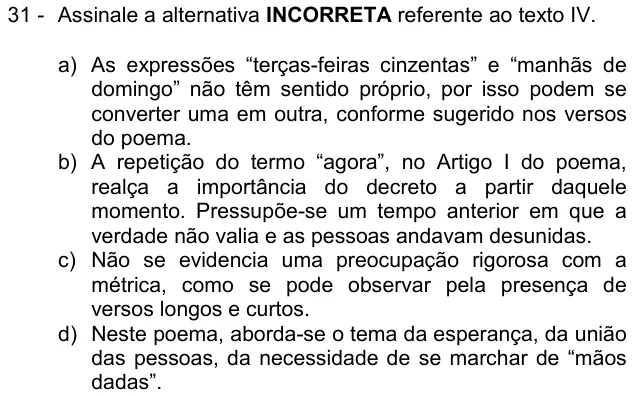 31 - Assinale a alternativa INCORRETA referente ao texto IV.
a) As expressões “terças-feiras cinzentas” e “manhãs de
domingo” não têm sentido próprio, por isso podem se
converter uma em outra, conforme sugerido nos versos
do poema.
b) A repetição do termo “agora”, no Artigo I do poema,
realça a importância do decreto a partir daquele
momento. Pressupõe-se um tempo anterior em que a
verdade não valia e as pessoas andavam desunidas.
c) Não se evidencia uma preocupação rigorosa com a
métrica, como se pode observar pela presença de
versos longos e curtos.
d) Neste poema, aborda-se o tema da esperança, da união
das pessoas, da necessidade de se marchar de “mãos
dadas”.